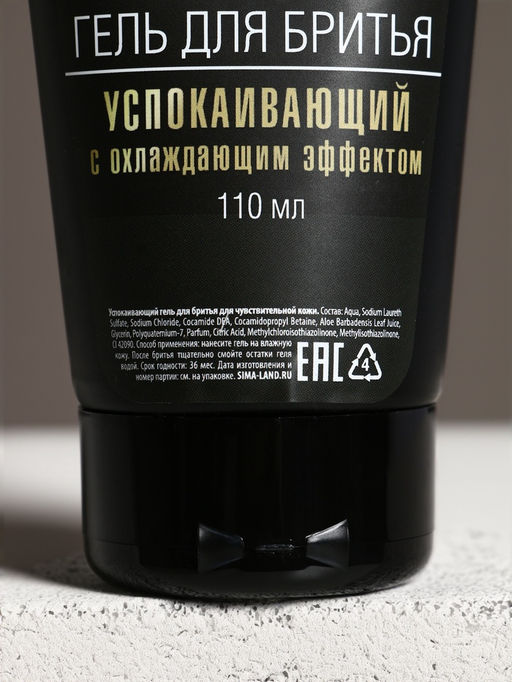 ГЕЛЬ ДЛЯ БРИТЬЯ
УСПОКАИВАЮЩИЙ
С ОХЛАЖДАЮЩИМ ЭФФЕКТОМ
110 МЛ
Успокаивающий гель для бритья для чувствительной кожи. Состав: Aqua, Sodium Laureth
Sulfate, Sodium Chloride, Cocamide DEA, Cocamidopropyl Betaine, Aloe Barbadensis Leaf Juice,
Glycerin, Polyquaternium-7, Parfum, Citric Acid, Methylchloroisothiazolinone, Methylisothiazolinone,
CI 42090. Способ применения: нанесите гель на влажную
кожу. После бритья тщательно смойте остатки геля
водой. Срок годности: 36 мес. Дата изготовления и
номер партии: см. на упаковке. SIMA-LAND.RU
EAC
4